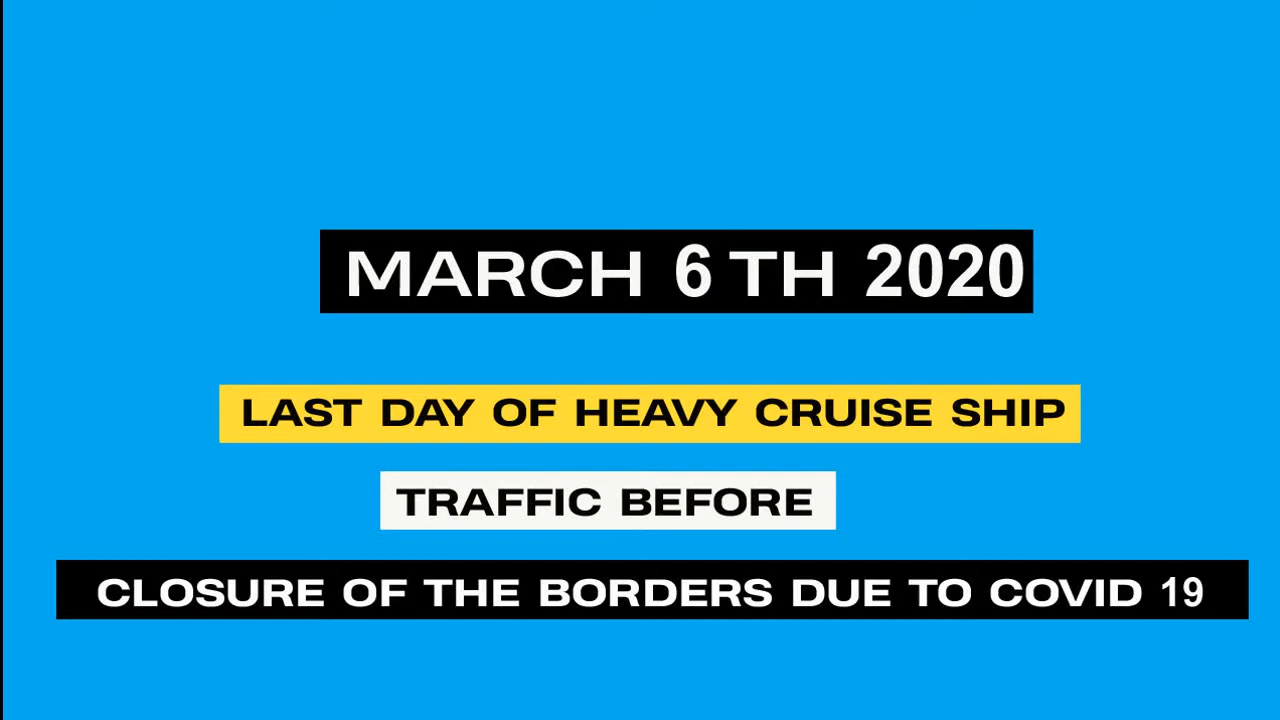 MARCH 6 TH 2020
LAST DAY OF HEAVY CRUISE SHIP
TRAFFIC BEFORE
CLOSURE OF THE BORDERS DUE TO COVID 19